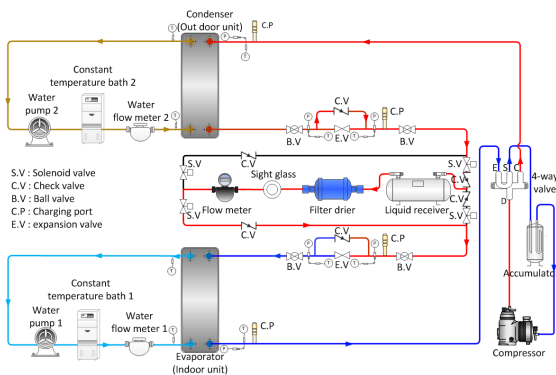 Condenser
(Out door unit)
C.P
Constant
temperature bath 2
Water
pump 2
Water
flow meter 2
C.V
C.P
B.V
E.V
B.V
S.V : Solenoid valve
C.V : Check valve
B.V : Ball valve
C.P : Charging port
E.V : expansion valve
S.V
C.V
S.V
Sight glass
C.V
C.V
S.V
Flow meter
Filter drier
Liquid receiver
S.V
C.V
E
S
C
D
4-way
valve
Accumulato
Compressor
C.V
C.P
B.V
E.V
B.V
Constant
temperature bath 1
Water
pump 1
Water
flow meter 1
C.P
Evaporator
(Indoor unit)